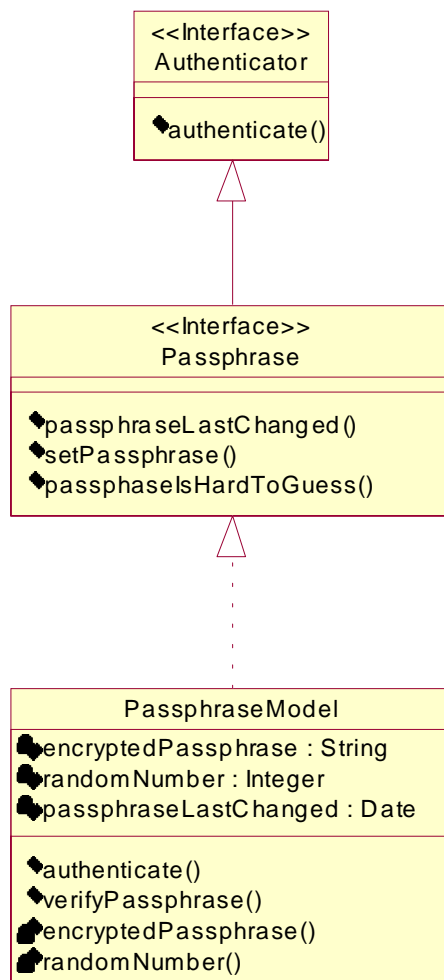 <<Interface>>
Authenticator
authenticate()
<<Interface>>
Passphrase
passphraseLastChanged()
setPassphrase()
passphaseIsHardToGuess()
PassphraseModel
encryptedPassphrase : String
randomNumber : Integer
passphraseLastChanged : Date
authenticate()
verifyPassphrase()
encryptedPassphrase()
randomNumber()